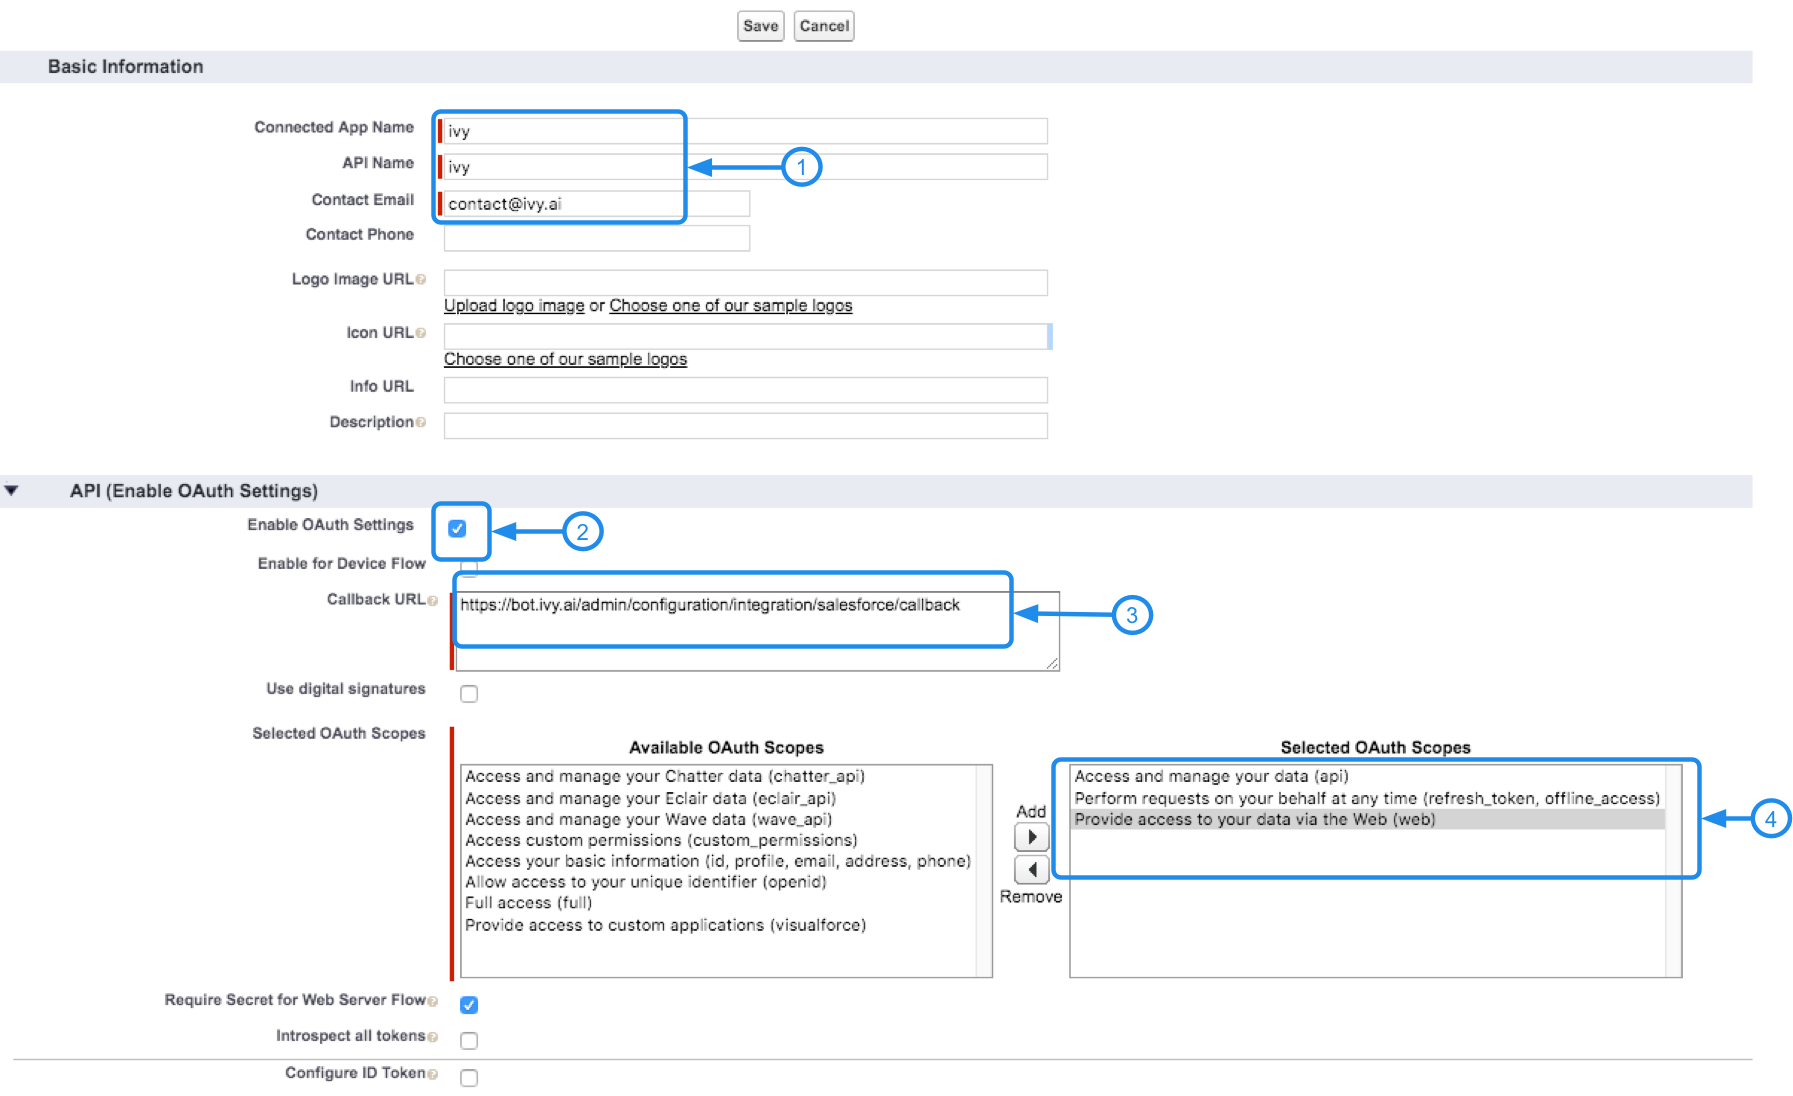 Save Cancel
Basic Information
Connected App Name ivy
API Name ivy
1
Contact Email contact@ivy.ai
Contact Phone
Logo Image URL
Upload logo image or Choose one of our sample logos
Icon URL
Choose one of our sample logos
Info URL
Description
API (Enable OAuth Settings)
Enable OAuth Settings
2
Enable for Device Flow
Callback URL https://bot.ivy.ai/admin/configuration/integration/salesforce/callback
3
Use digital signatures
Selected OAuth Scopes
Available OAuth Scopes
Access and manage your Chatter data (chatter_api)
Access and manage your Eclair data (eclair_api)
Access and manage your Wave data (wave_api)
Access custom permissions (custom_permissions)
Access your basic information (id, profile, email, address, phone)
Allow access to your unique identifier (openid)
Full access (full)
Provide access to custom applications (visualforce)
Add
Remove
Selected OAuth Scopes
Access and manage your data (api)
Perform requests on your behalf at any time (refresh_token, offline_access)
Provide access to your data via the Web (web)
4
Require Secret for Web Server Flow
Introspect all tokens
Configure ID Token